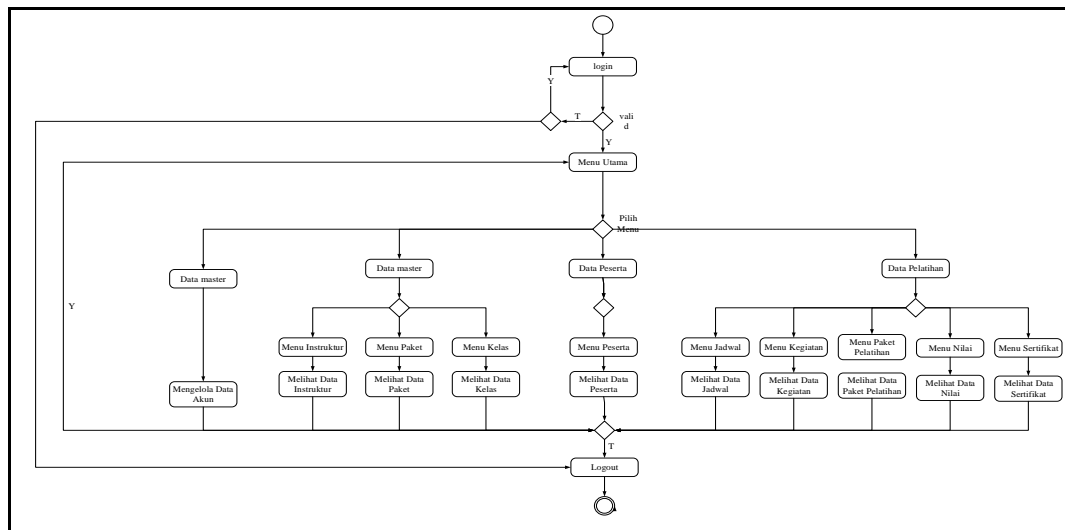 login
Y
T
vali
d
Y
Menu Utama
Pilih
Menu
Data master
Data master
Data Peserta
Data Pelatihan
Y
Menu Instruktur
Menu Paket
Menu Kelas
Menu Peserta
Menu Jadwal
Menu Kegiatan
Menu Paket
Pelatihan
Menu Nilai
Menu Sertifikat
Mengelola Data
Akun
Melihat Data
Instruktur
Melihat Data
Paket
Melihat Data
Kelas
Melihat Data
Peserta
Melihat Data
Jadwal
Melihat Data
Kegiatan
Melihat Data
Paket Pelatihan
Melihat Data
Nilai
Melihat Data
Sertifikat
T
Logout